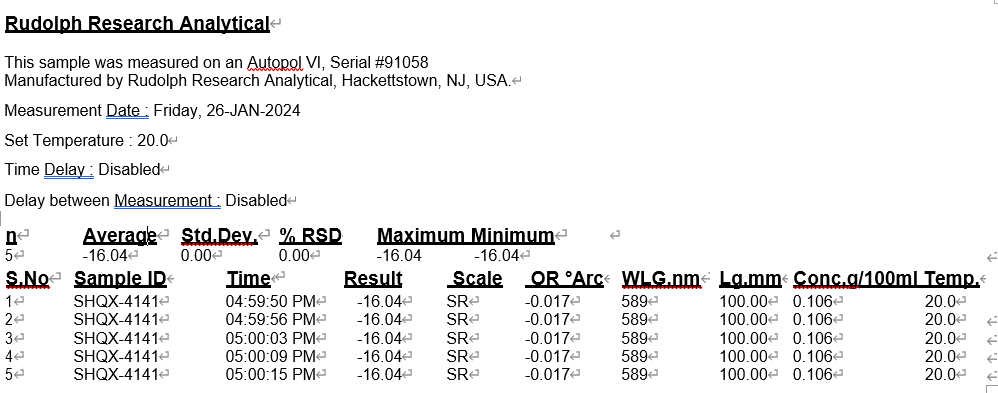 Rudolph Research Analytical
This sample was measured on an Autopol VI, Serial #91058
Manufactured by Rudolph Research Analytical, Hackettstown, NJ, USA.
Measurement Date : Friday, 26-JAN-2024
Set Temperature : 20.0
Time Delay : Disabled
Delay between Measurement : Disabled
n Average Std.Dev. % RSD Maximum Minimum
5 -16.04 0.00 0.00 -16.04 -16.04
S.No Sample ID Time Result Scale OR °Arc WLG.nm Lg.mm Conc.g/100ml Temp.
1 SHQX-4141 04:59:50 PM -16.04 SR -0.017 589 100.00 0.106 20.0
2 SHQX-4141 04:59:56 PM -16.04 SR -0.017 589 100.00 0.106 20.0
3 SHQX-4141 05:00:03 PM -16.04 SR -0.017 589 100.00 0.106 20.0
4 SHQX-4141 05:00:09 PM -16.04 SR -0.017 589 100.00 0.106 20.0
5 SHQX-4141 05:00:15 PM -16.04 SR -0.017 589 100.00 0.106 20.0